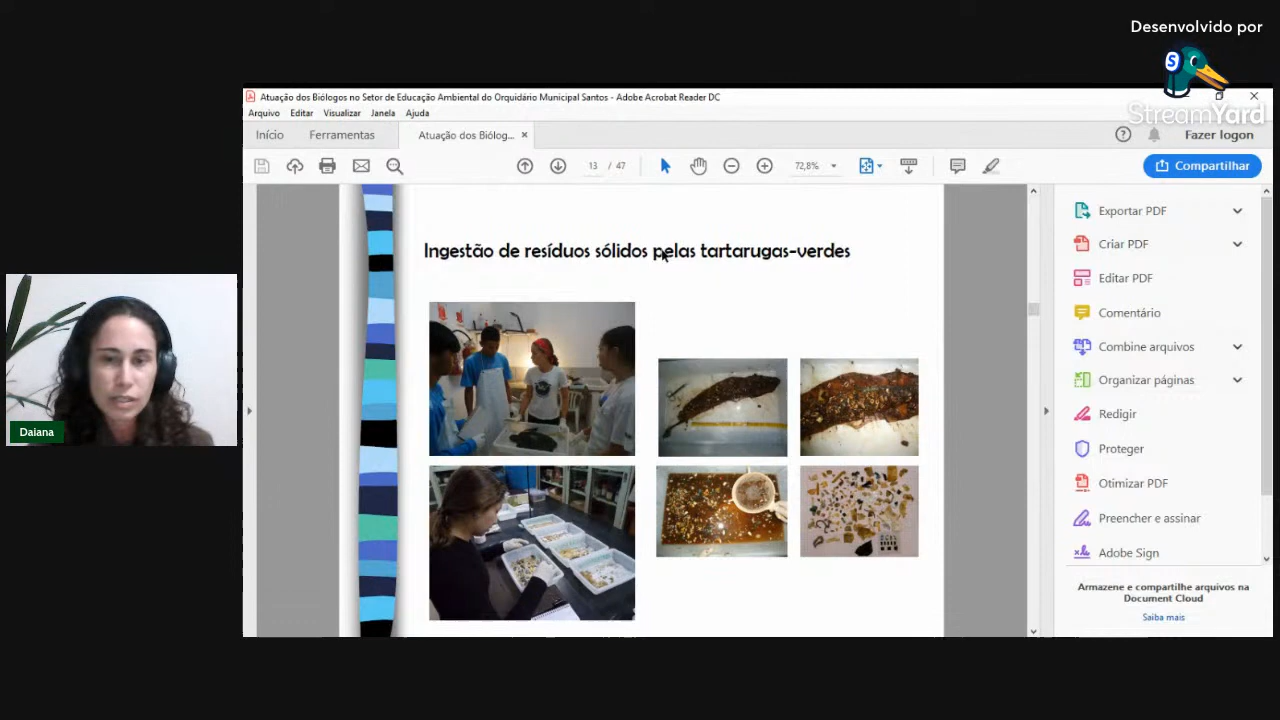 Desenvolvido por
S
StreamYard
Atuação dos Biólogos no Setor de Educação Ambiental do Orquidário Municipal Santos - Adobe Acrobat Reader DC
Arquivo Editar Visualizar Janela Ajuda
Início Ferramentas Atuação dos Biólog... × Fazer logon
13 / 47 72,8% Compartilhar
Ingestão de resíduos sólidos pelas tartarugas-verdes
Exportar PDF
Criar PDF
Editar PDF
Comentário
Combine arquivos
Organizar páginas
Redigir
Proteger
Otimizar PDF
Preencher e assinar
Adobe Sign
Armazene e compartilhe arquivos na
Document Cloud
Saiba mais
Daiana